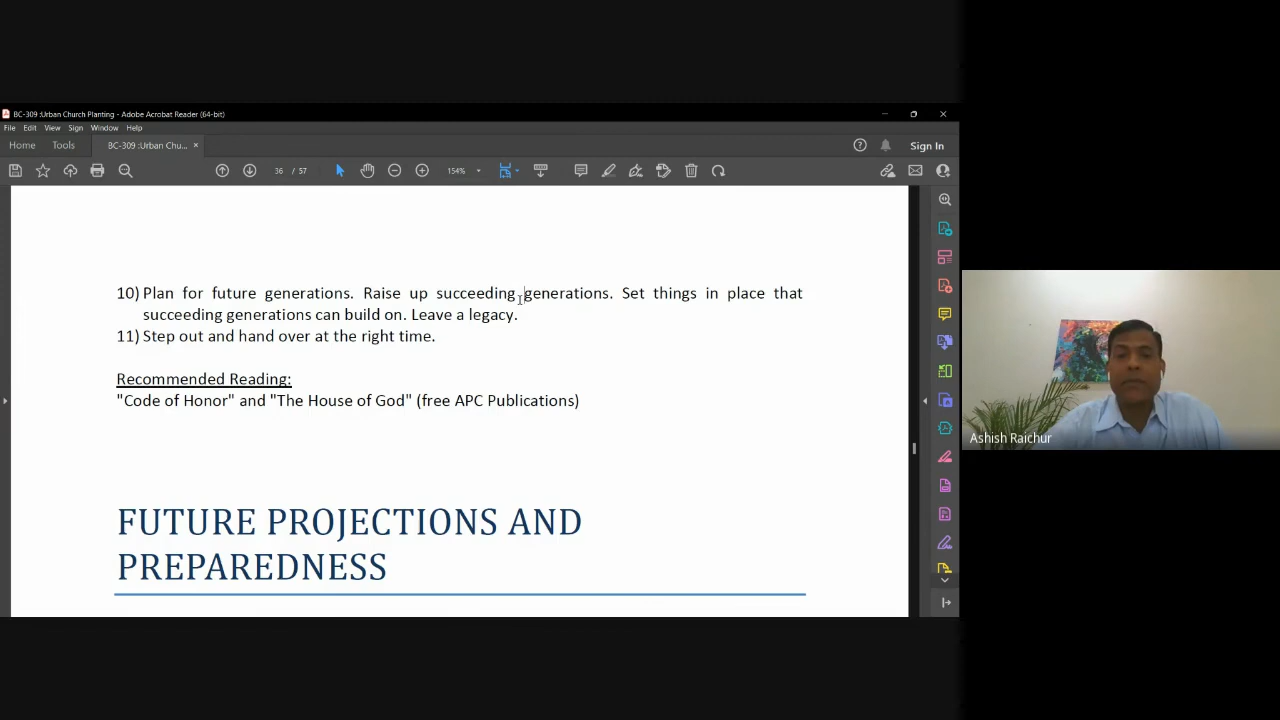 BC-309 :Urban Church Planting - Adobe Acrobat Reader (64-bit)
File Edit View Sign Window Help
Home Tools BC-309 :Urban Chu... × Sign In
36 / 57 154%
10) Plan for future generations. Raise up succeeding generations. Set things in place that
succeeding generations can build on. Leave a legacy.
11) Step out and hand over at the right time.
Recommended Reading:
"Code of Honor" and "The House of God" (free APC Publications)
FUTURE PROJECTIONS AND
PREPAREDNESS
Ashish Raichur